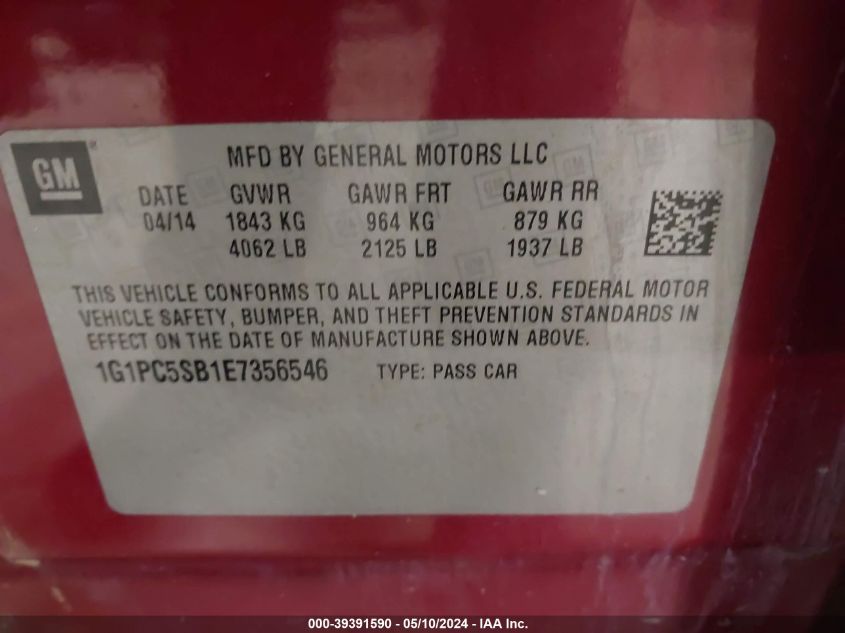 GM
MFD BY GENERAL MOTORS LLC
DATE GVWR GAWR FRT GAWR RR
04/14 1843 KG 964 KG 879 KG
4062 LB 2125 LB 1937 LB
THIS VEHICLE CONFORMS TO ALL APPLICABLE U.S. FEDERAL MOTOR
VEHICLE SAFETY, BUMPER, AND THEFT PREVENTION STANDARDS IN
EFFECT ON THE DATE OF MANUFACTURE SHOWN ABOVE.
1G1PC5SB1E7356546 TYPE: PASS CAR
000-39391590 - 05/10/2024 - IAA Inc.